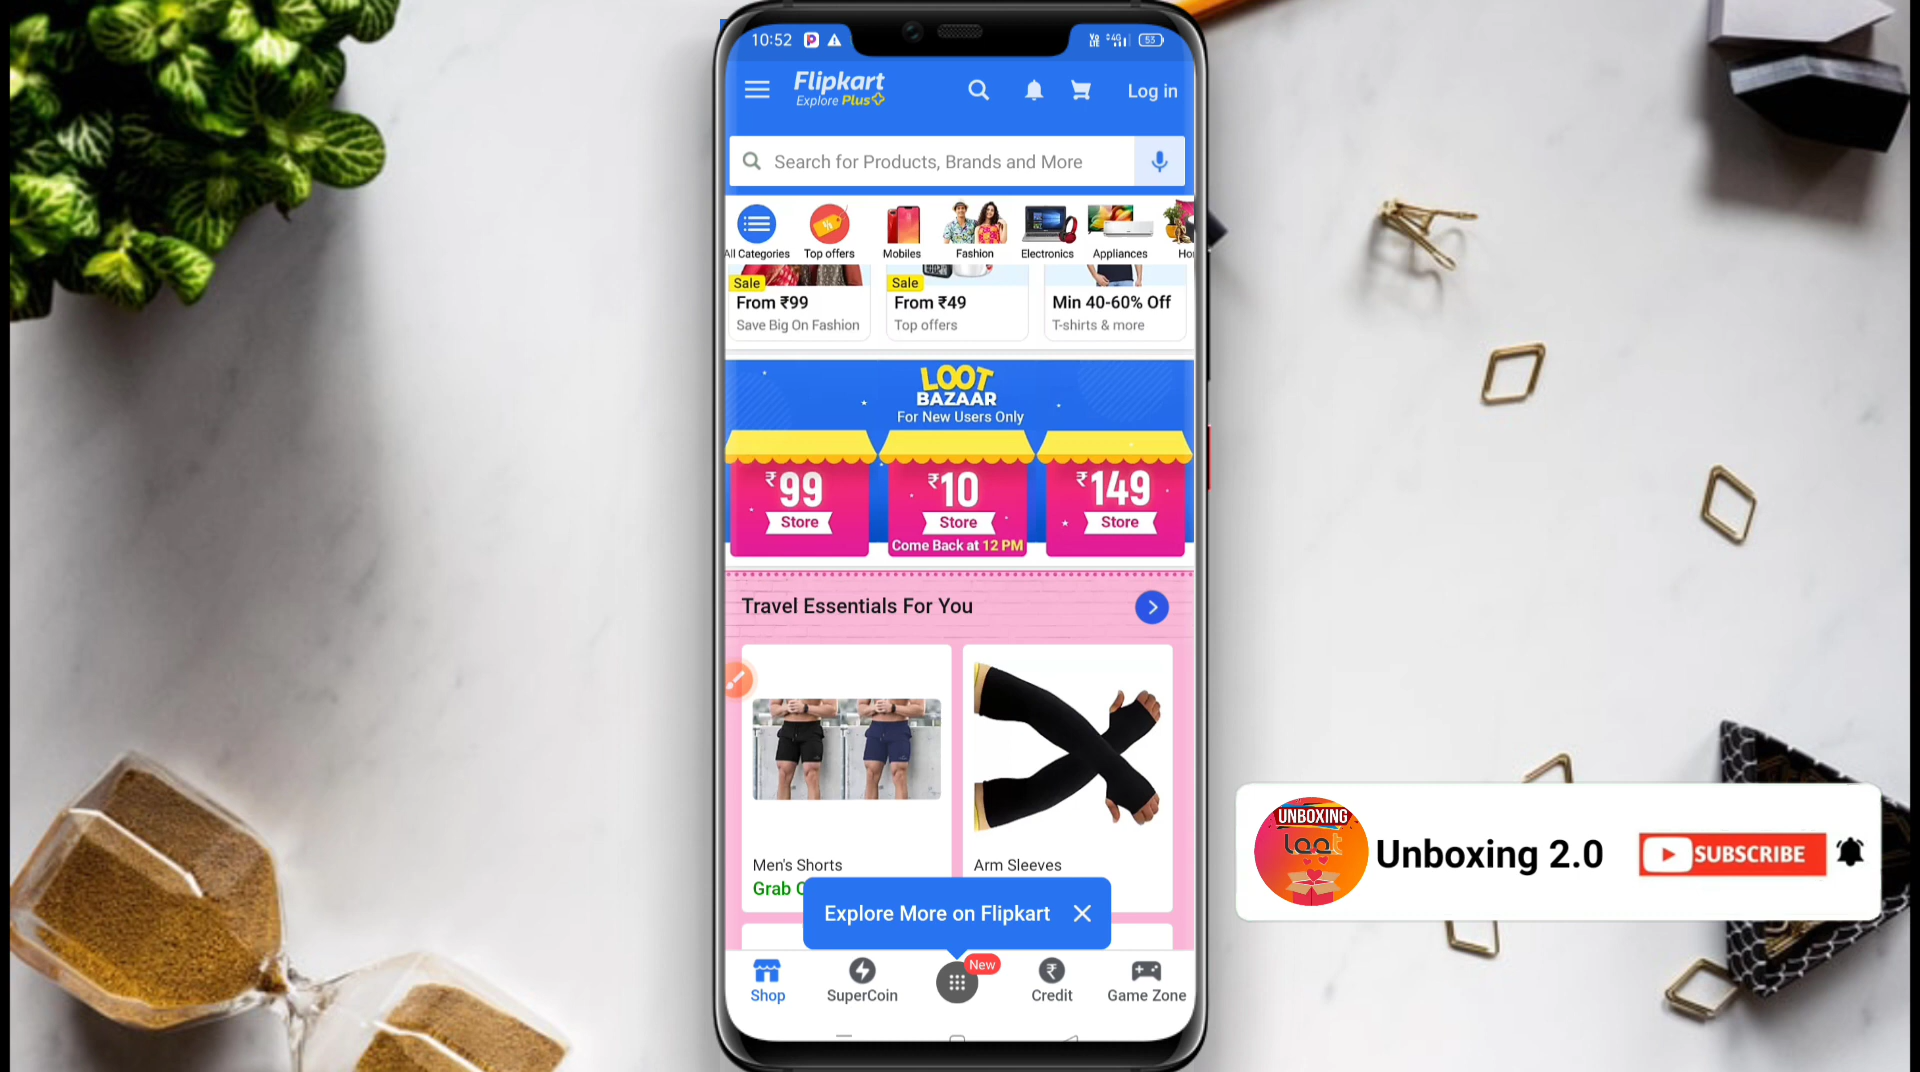 10:52
53
Flipkart
Explore Plus
Log in
Search for Products, Brands and More
All Categories
Top offers
Mobiles
Fashion
Electronics
Appliances
Sale
From ₹99
Save Big On Fashion
Sale
From ₹49
Top offers
Min 40-60% Off
T-shirts & more
LOOT
BAZAAR
For New Users Only
₹99
Store
₹10
Store
Come Back at 12 PM
₹149
Store
Travel Essentials For You
Men's Shorts
Grab
Arm Sleeves
Explore More on Flipkart
New
Shop
SuperCoin
Credit
Game Zone
UNBOXING
Loot
Unboxing 2.0
SUBSCRIBE